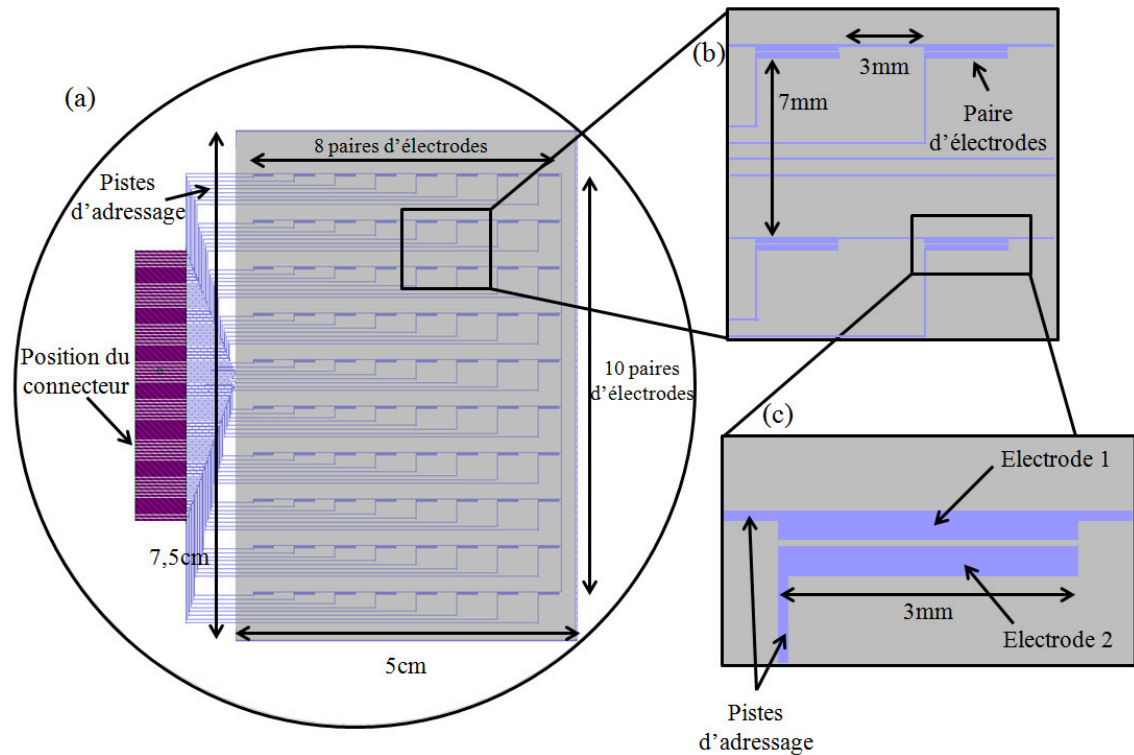 (a)
8 paires d’électrodes
Pistes
d’adressage
Position du
connecteur
10 paires
d’électrodes
7,5cm
5cm
(b)
3mm
7mm
Paire
d’électrodes
(c)
Electrode 1
3mm
Electrode 2
Pistes
d’adressage